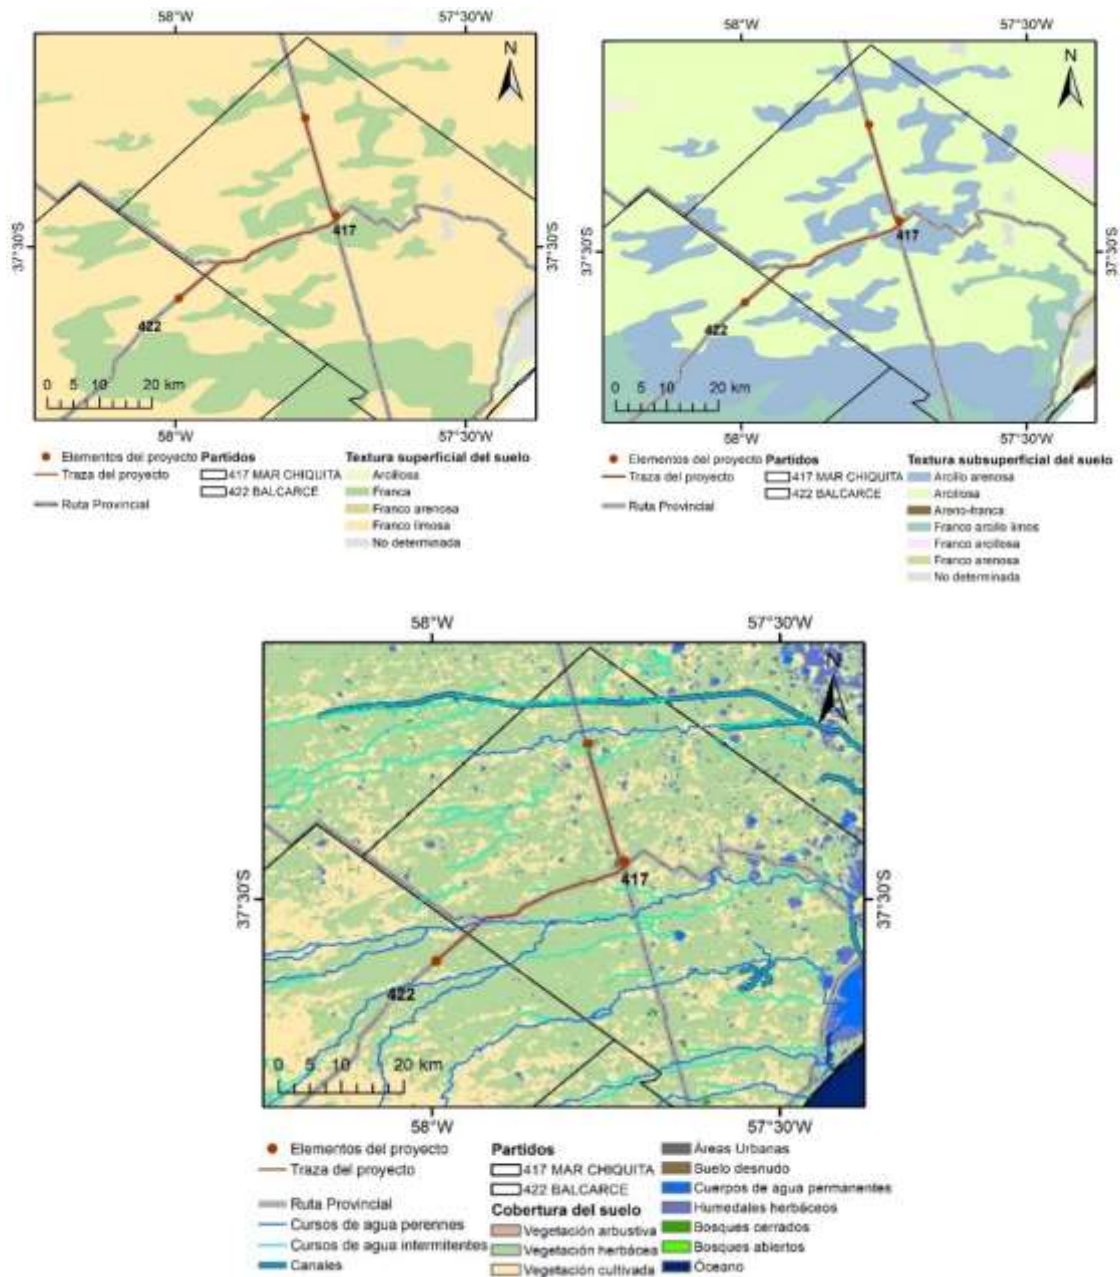 58°W 57°30'W
N
37°30'S 37°30'S
417
422
0 5 10 20 km
58°W 57°30'W
Elementos del proyecto
Traza del proyecto
Ruta Provincial
Partidos
417 MAR CHIQUITA
422 BALCARCE
Textura superficial del suelo
Arcillosa
Franca
Franco arenosa
Franco limosa
No determinada
58°W 57°30'W
N
37°30'S 37°30'S
417
422
0 5 10 20 km
58°W 57°30'W
Elementos del proyecto
Traza del proyecto
Ruta Provincial
Partidos
417 MAR CHIQUITA
422 BALCARCE
Textura subsuperficial del suelo
Arcillo arenosa
Arcillosa
Areno-franca
Franco arcillo limos
Franco arcillosa
Franco arenosa
No determinada
58°W 57°30'W
N
37°30'S 37°30'S
417
422
0 5 10 20 km
58°W 57°30'W
Elementos del proyecto
Traza del proyecto
Ruta Provincial
Cursos de agua perennes
Cursos de agua intermitentes
Canales
Partidos
417 MAR CHIQUITA
422 BALCARCE
Cobertura del suelo
Vegetación arbustiva
Vegetación herbácea
Vegetación cultivada
Áreas Urbanas
Suelo desnudo
Cuerpos de agua permanentes
Humedales herbáceos
Bosques cerrados
Bosques abiertos
Óceano